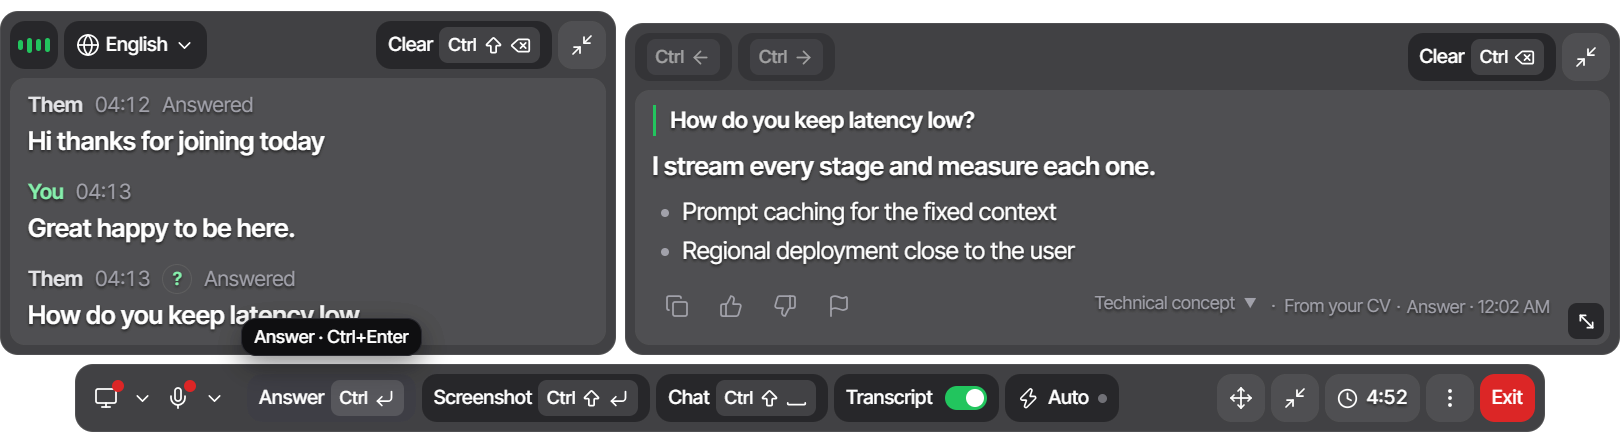 English
Clear Ctrl
Them 04:12 Answered
Hi thanks for joining today
You 04:13
Great happy to be here.
Them 04:13 ? Answered
How do you keep latency low
Answer · Ctrl+Enter
Ctrl ←
Ctrl →
Clear Ctrl
How do you keep latency low?
I stream every stage and measure each one.
• Prompt caching for the fixed context
• Regional deployment close to the user
Technical concept ▼ · From your CV · Answer · 12:02 AM
Answer Ctrl
Screenshot Ctrl
Chat Ctrl
Transcript
Auto
4:52
Exit